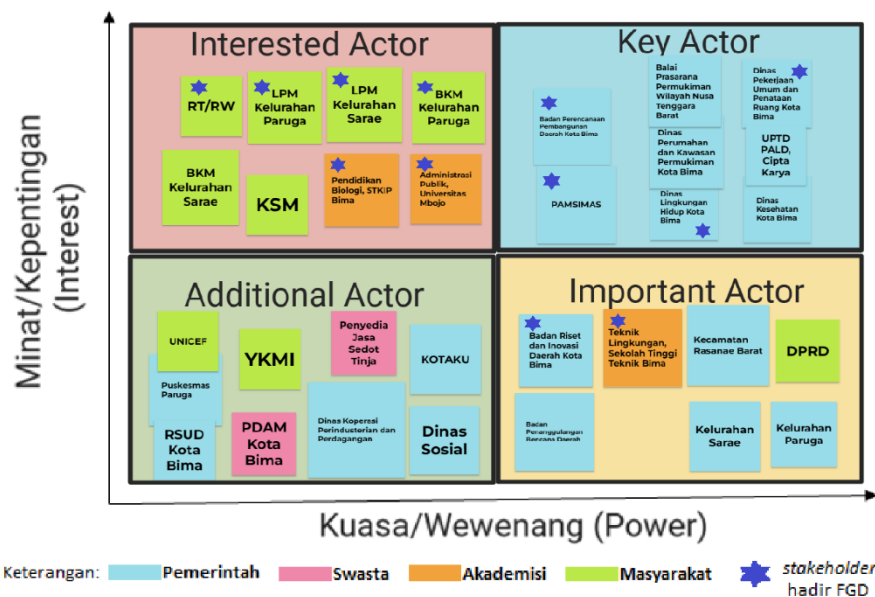 Minat/Kepentingan
(Interest)
Interested Actor
RT/RW
LPM
Kelurahan
Paruga
LPM
Kelurahan
Sarae
BKM
Kelurahan
Paruga
BKM
Kelurahan
Sarae
KSM
Pendidikan
Biologi, STKIP
Bima
Administrasi
Publik,
Universitas
Mbojo
Key Actor
Badan Perencanaan
Pembangunan
Daerah Kota Bima
Balai
Prasarana
Permukiman
Wilayah Nusa
Tenggara
Barat
Dinas
Pekerjaan
Umum dan
Penataan
Ruang Kota
Bima
Dinas
Perumahan
dan Kawasan
Permukiman
Kota Bima
UPTD
PALD, Cipta
Karya
PAMSIMAS
Dinas
Lingkungan
Hidup Kota
Bima
Dinas
Kesehatan
Kota Bima
Additional Actor
UNICEF
YKMI
Penyedia
Jasa
Sedot
Tinja
KOTAKU
Puskesmas
Paruga
RSUD
Kota
Bima
PDAM
Kota
Bima
Dinas Koperasi
Perindusterian dan
Perdagangan
Dinas
Sosial
Important Actor
Badan Riset
dan Inovasi
Daerah Kota
Bima
Teknik
Lingkungan,
Sekolah Tinggi
Teknik Bima
Kecamatan
Rasanae Barat
DPRD
Badan
Penanggulangan
Bencana Daerah
Kelurahan
Sarae
Kelurahan
Paruga
Kuasa/Wewenang (Power)
Keterangan:
Pemerintah
Swasta
Akademisi
Masyarakat
stakeholder
hadir FGD